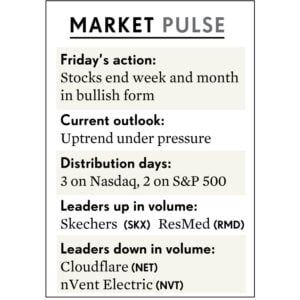 MARKET PULSE
Friday's action:
Stocks end week and month
in bullish form
Current outlook:
Uptrend under pressure
Distribution days:
3 on Nasdaq, 2 on S&P 500
Leaders up in volume:
Skechers (SKX) ResMed (RMD)
Leaders down in volume:
Cloudflare (NET)
nVent Electric (NVT)